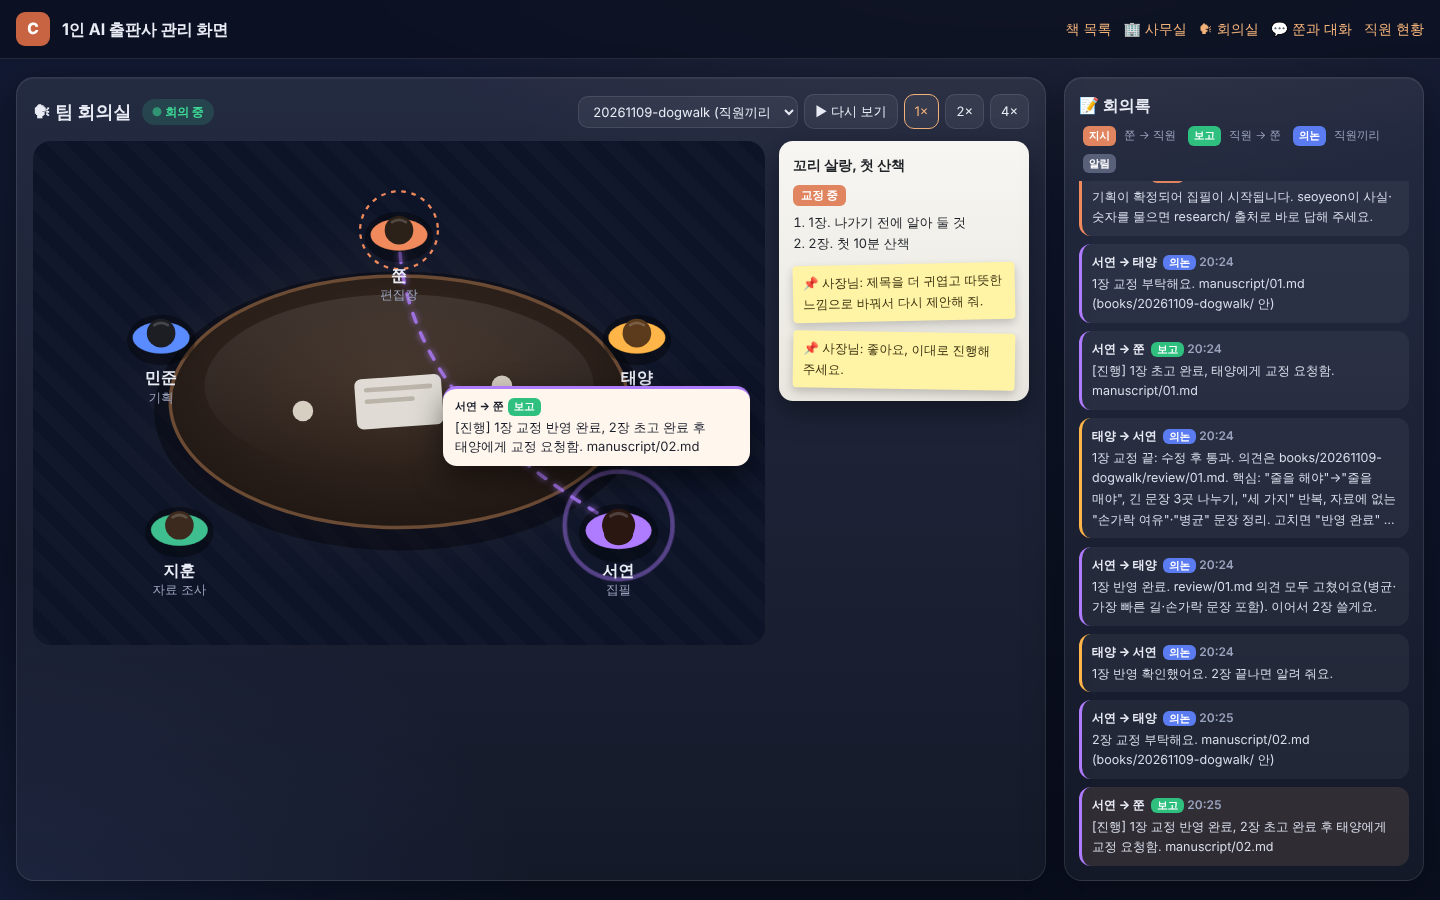 C 1인 AI 출판사 관리 화면
책 목록 🏢 사무실 🗣 회의실 💬 쭌과 대화 직원 현황
🗣 팀 회의실 회의 중
20261109-dogwalk (직원끼리 ▶ 다시 보기 1× 2× 4×
쭌
편집장
민준
기획
태양
서연 → 쭌 보고
[진행] 1장 교정 반영 완료, 2장 초고 완료 후
태양에게 교정 요청함. manuscript/02.md
지훈
자료 조사
서연
집필
꼬리 살랑, 첫 산책
교정 중
1. 1장. 나가기 전에 알아 둘 것
2. 2장. 첫 10분 산책
📌 사장님: 제목을 더 귀엽고 따뜻한
느낌으로 바꿔서 다시 제안해 줘.
📌 사장님: 좋아요, 이대로 진행해
주세요.
📝 회의록
지시 쭌 → 직원 보고 직원 → 쭌 의논 직원끼리
알림
기획이 확정되어 집필이 시작됩니다. seoyeon이 사실·
숫자를 물으면 research/ 출처로 바로 답해 주세요.
서연 → 태양 의논 20:24
1장 교정 부탁해요. manuscript/01.md
(books/20261109-dogwalk/ 안)
서연 → 쭌 보고 20:24
[진행] 1장 초고 완료, 태양에게 교정 요청함.
manuscript/01.md
태양 → 서연 의논 20:24
1장 교정 끝: 수정 후 통과. 의견은 books/20261109-
dogwalk/review/01.md. 핵심: "줄을 해야"→"줄을
매야", 긴 문장 3곳 나누기, "세 가지" 반복, 자료에 없는
"손가락 여유"·"병균" 문장 정리. 고치면 "반영 완료" …
서연 → 태양 의논 20:24
1장 반영 완료. review/01.md 의견 모두 고쳤어요(병균·
가장 빠른 길·손가락 문장 포함). 이어서 2장 쓸게요.
태양 → 서연 의논 20:24
1장 반영 확인했어요. 2장 끝나면 알려 줘요.
서연 → 태양 의논 20:25
2장 교정 부탁해요. manuscript/02.md
(books/20261109-dogwalk/ 안)
서연 → 쭌 보고 20:25
[진행] 1장 교정 반영 완료, 2장 초고 완료 후 태양에게
교정 요청함. manuscript/02.md